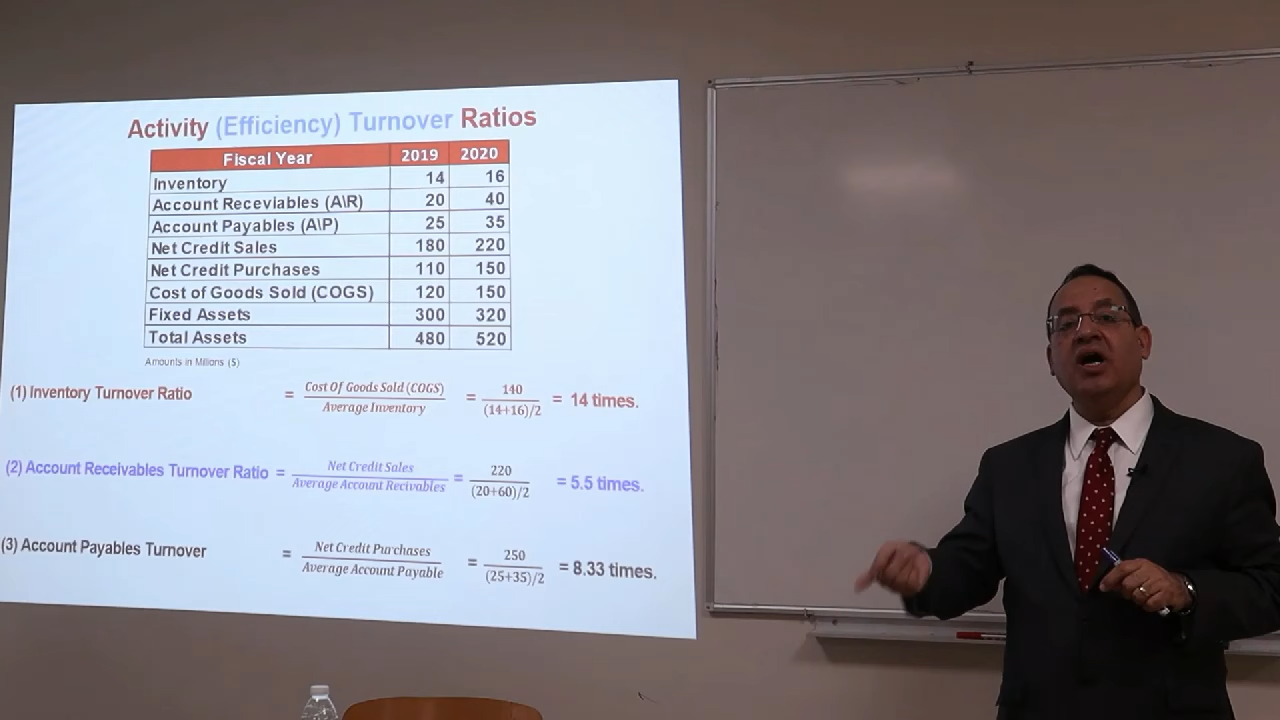 Activity (Efficiency) Turnover Ratios
Fiscal Year 2019 2020
Inventory 14 16
Account Receviables (A\R) 20 40
Account Payables (A\P) 25 35
Net Credit Sales 180 220
Net Credit Purchases 110 150
Cost of Goods Sold (COGS) 120 150
Fixed Assets 300 320
Total Assets 480 520
Amounts in Milions ($)
(1) Inventory Turnover Ratio = Cost Of Goods Sold (COGS) / Average Inventory = 140 / (14+16)/2 = 14 times.
(2) Account Receivables Turnover Ratio = Net Credit Sales / Average Account Recivables = 220 / (20+60)/2 = 5.5 times.
(3) Account Payables Turnover = Net Credit Purchases / Average Account Payable = 250 / (25+35)/2 = 8.33 times.